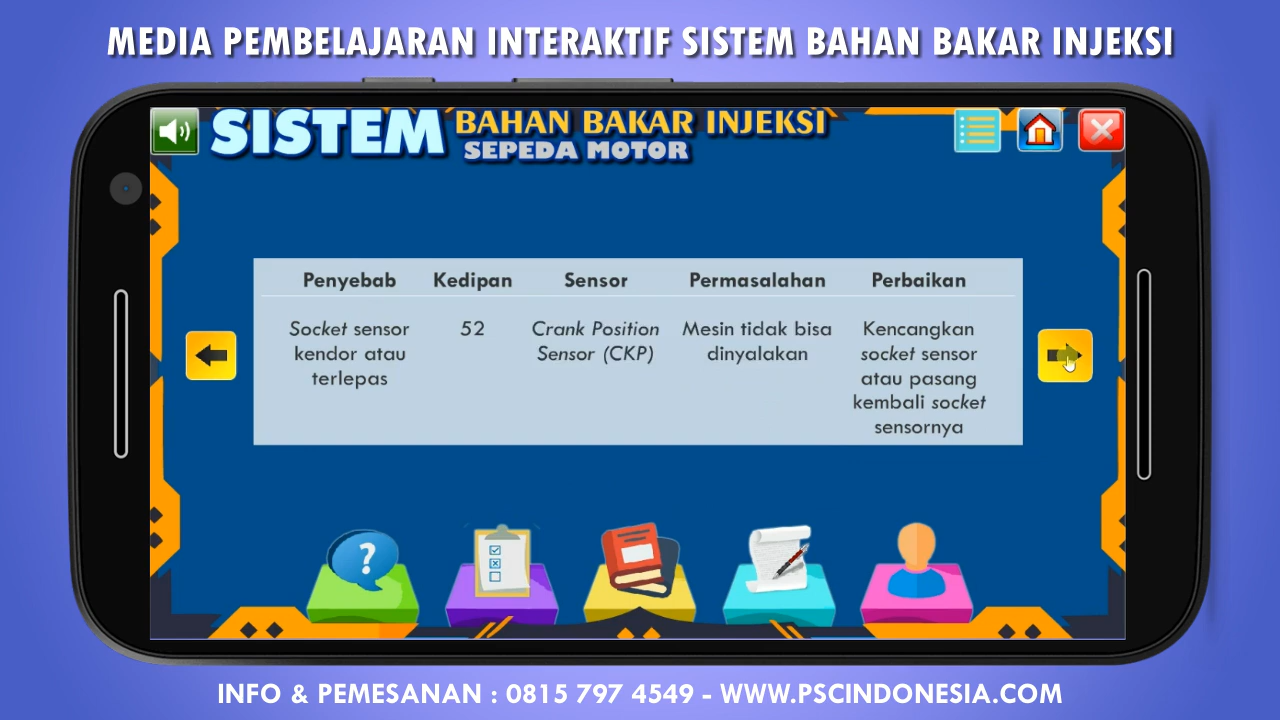 MEDIA PEMBELAJARAN INTERAKTIF SISTEM BAHAN BAKAR INJEKSI
SISTEM BAHAN BAKAR INJEKSI
SEPEDA MOTOR
Penyebab Kedipan Sensor Permasalahan Perbaikan
Socket sensor 52 Crank Position Mesin tidak bisa Kencangkan
kendor atau Sensor (CKP) dinyalakan socket sensor
terlepas atau pasang
kembali socket
sensornya
?
INFO & PEMESANAN : 0815 797 4549 - WWW.PSCINDONESIA.COM